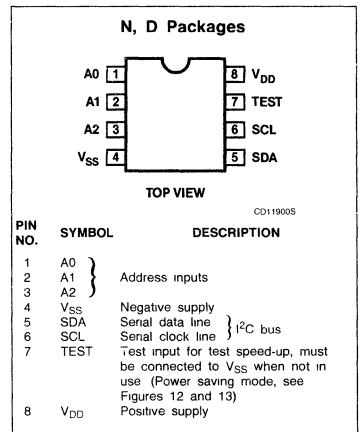 N, D Packages
A0 1 8 VDD
A1 2 7 TEST
A2 3 6 SCL
VSS 4 5 SDA
TOP VIEW
CD11900S
PIN NO. SYMBOL DESCRIPTION
1 A0
2 A1 Address inputs
3 A2
4 VSS Negative supply
5 SDA Serial data line
I²C bus
6 SCL Serial clock line
7 TEST Test input for test speed-up, must
be connected to VSS when not in
use (Power saving mode, see
Figures 12 and 13)
8 VDD Positive supply